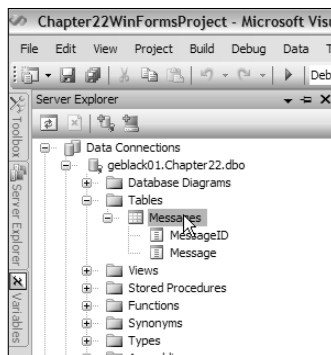 Chapter22WinFormsProject - Microsoft Vis
File Edit View Project Build Debug Data
Deb
Server Explorer
Toolbox
Server Explorer
Variables
Data Connections
geblack01.Chapter22.dbo
Database Diagrams
Tables
Messages
MessageID
Message
Views
Stored Procedures
Functions
Synonyms
Types